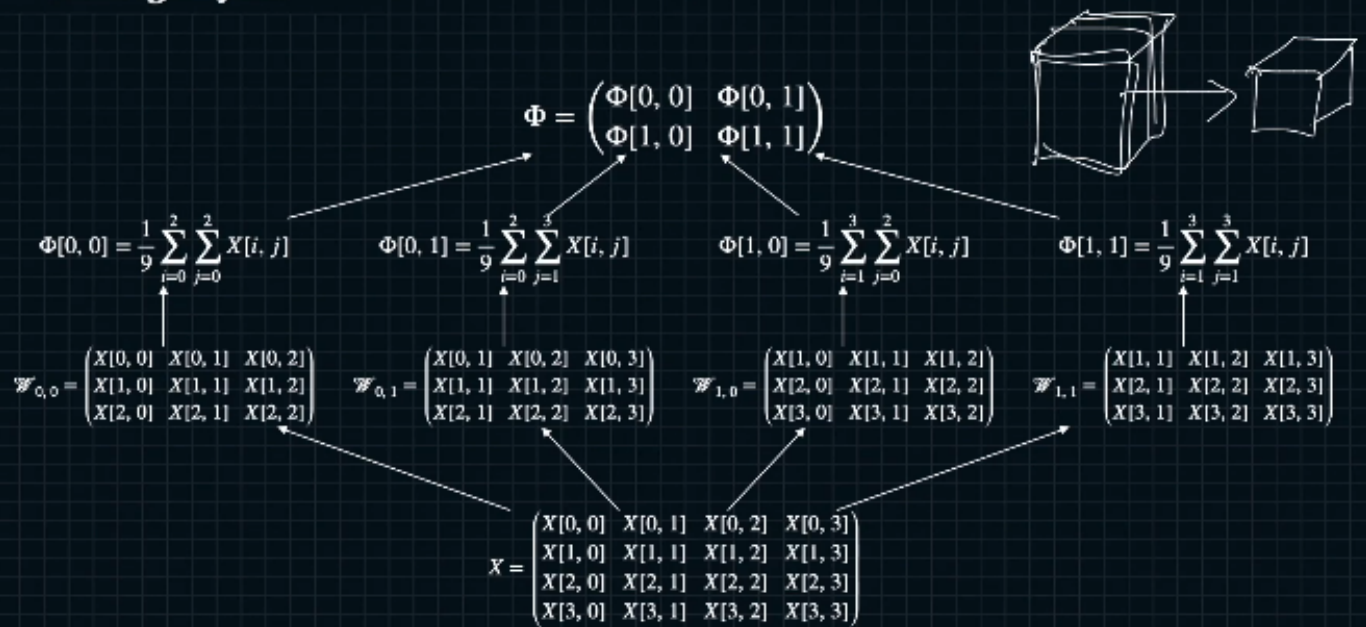 Φ = (Φ[0, 0] Φ[0, 1]
Φ[1, 0] Φ[1, 1])
Φ[0, 0] = 1/9 ∑_{i=0}^{2} ∑_{j=0}^{2} X[i, j]
Φ[0, 1] = 1/9 ∑_{i=0}^{2} ∑_{j=1}^{3} X[i, j]
Φ[1, 0] = 1/9 ∑_{i=1}^{3} ∑_{j=0}^{2} X[i, j]
Φ[1, 1] = 1/9 ∑_{i=1}^{3} ∑_{j=1}^{3} X[i, j]
𝒲_{0, 0} = (X[0, 0] X[0, 1] X[0, 2]
X[1, 0] X[1, 1] X[1, 2]
X[2, 0] X[2, 1] X[2, 2])
𝒲_{0, 1} = (X[0, 1] X[0, 2] X[0, 3]
X[1, 1] X[1, 2] X[1, 3]
X[2, 1] X[2, 2] X[2, 3])
𝒲_{1, 0} = (X[1, 0] X[1, 1] X[1, 2]
X[2, 0] X[2, 1] X[2, 2]
X[3, 0] X[3, 1] X[3, 2])
𝒲_{1, 1} = (X[1, 1] X[1, 2] X[1, 3]
X[2, 1] X[2, 2] X[2, 3]
X[3, 1] X[3, 2] X[3, 3])
X = (X[0, 0] X[0, 1] X[0, 2] X[0, 3]
X[1, 0] X[1, 1] X[1, 2] X[1, 3]
X[2, 0] X[2, 1] X[2, 2] X[2, 3]
X[3, 0] X[3, 1] X[3, 2] X[3, 3])